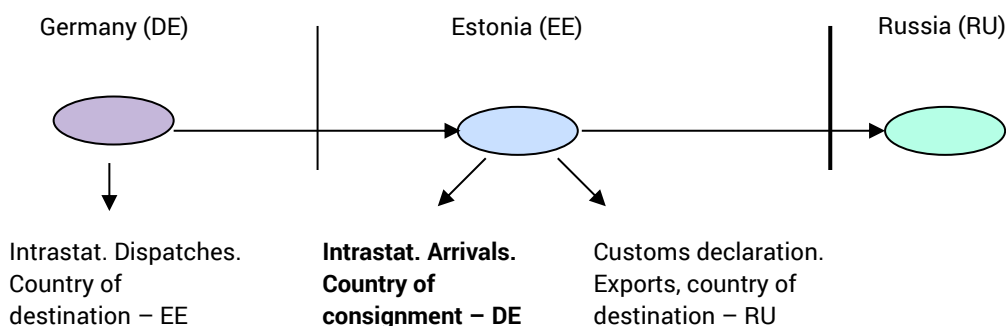 Germany (DE)
Estonia (EE)
Russia (RU)
Intrastat. Dispatches.
Country of
destination – EE
Intrastat. Arrivals.
Country of
consignment – DE
Customs declaration.
Exports, country of
destination – RU